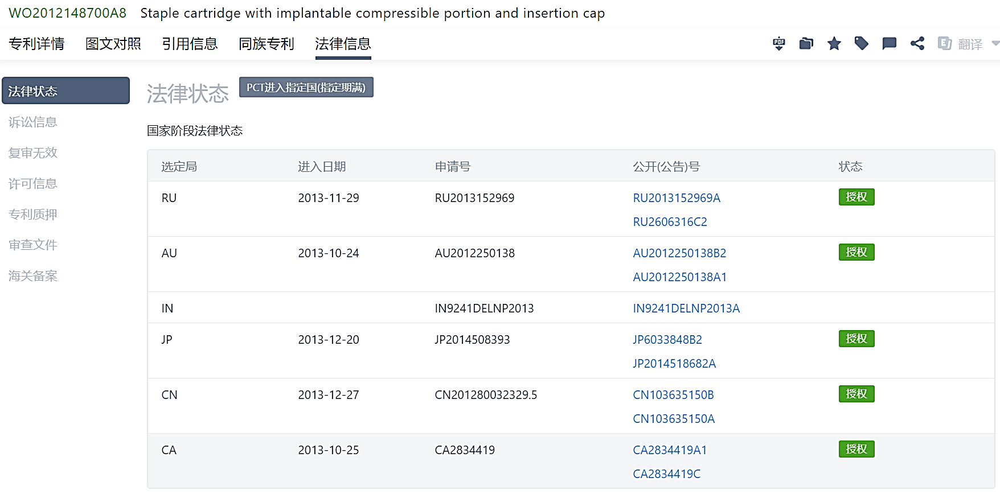 WO2012148700A8 Staple cartridge with implantable compressible portion and insertion cap
专利详情 图文对照 引用信息 同族专利 法律信息 PDF 翻译
法律状态
诉讼信息
复审无效
许可信息
专利质押
审查文件
海关备案
法律状态 PCT进入指定国(指定期满)
国家阶段法律状态
选定局 进入日期 申请号 公开(公告)号 状态
RU 2013-11-29 RU2013152969 RU2013152969A 授权
RU2606316C2
AU 2013-10-24 AU2012250138 AU2012250138B2 授权
AU2012250138A1
IN IN9241DELNP2013 IN9241DELNP2013A
JP 2013-12-20 JP2014508393 JP6033848B2 授权
JP2014518682A
CN 2013-12-27 CN201280032329.5 CN103635150B 授权
CN103635150A
CA 2013-10-25 CA2834419 CA2834419A1 授权
CA2834419C